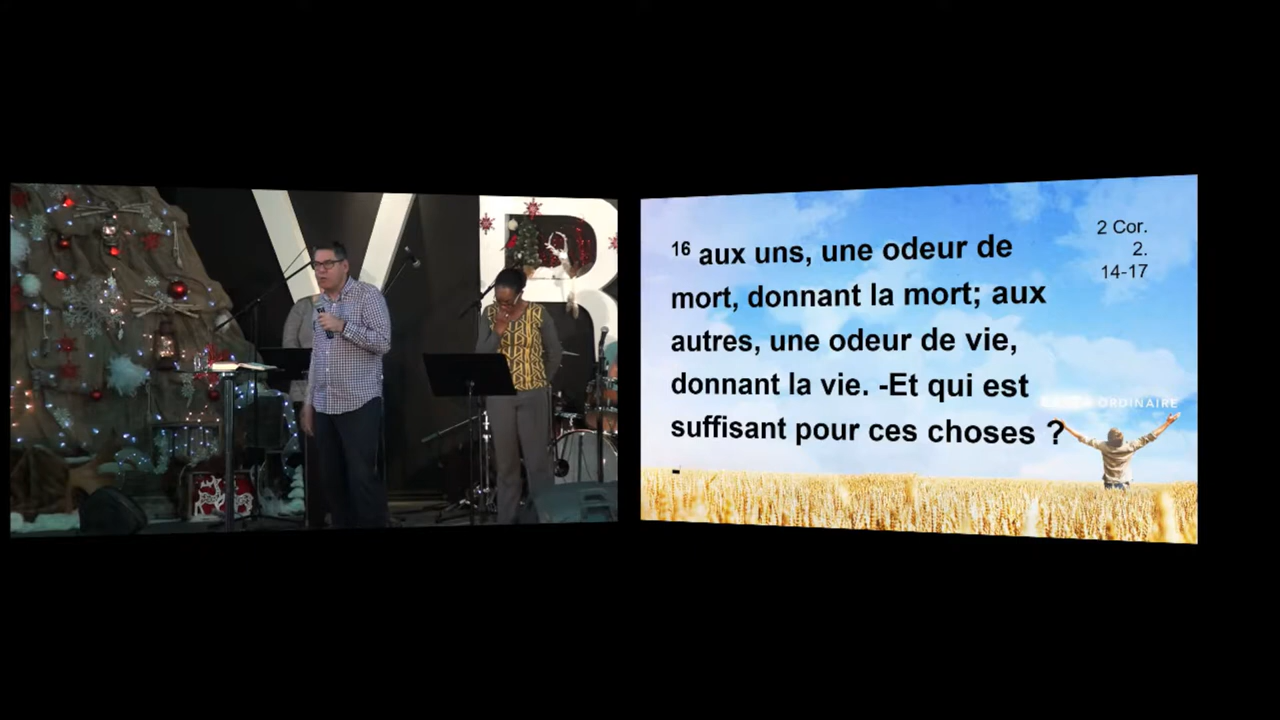 V B
¹⁶ aux uns, une odeur de
mort, donnant la mort; aux
autres, une odeur de vie,
donnant la vie. -Et qui est
suffisant pour ces choses ?
-
2 Cor.
2.
14-17
ORDINAIRE